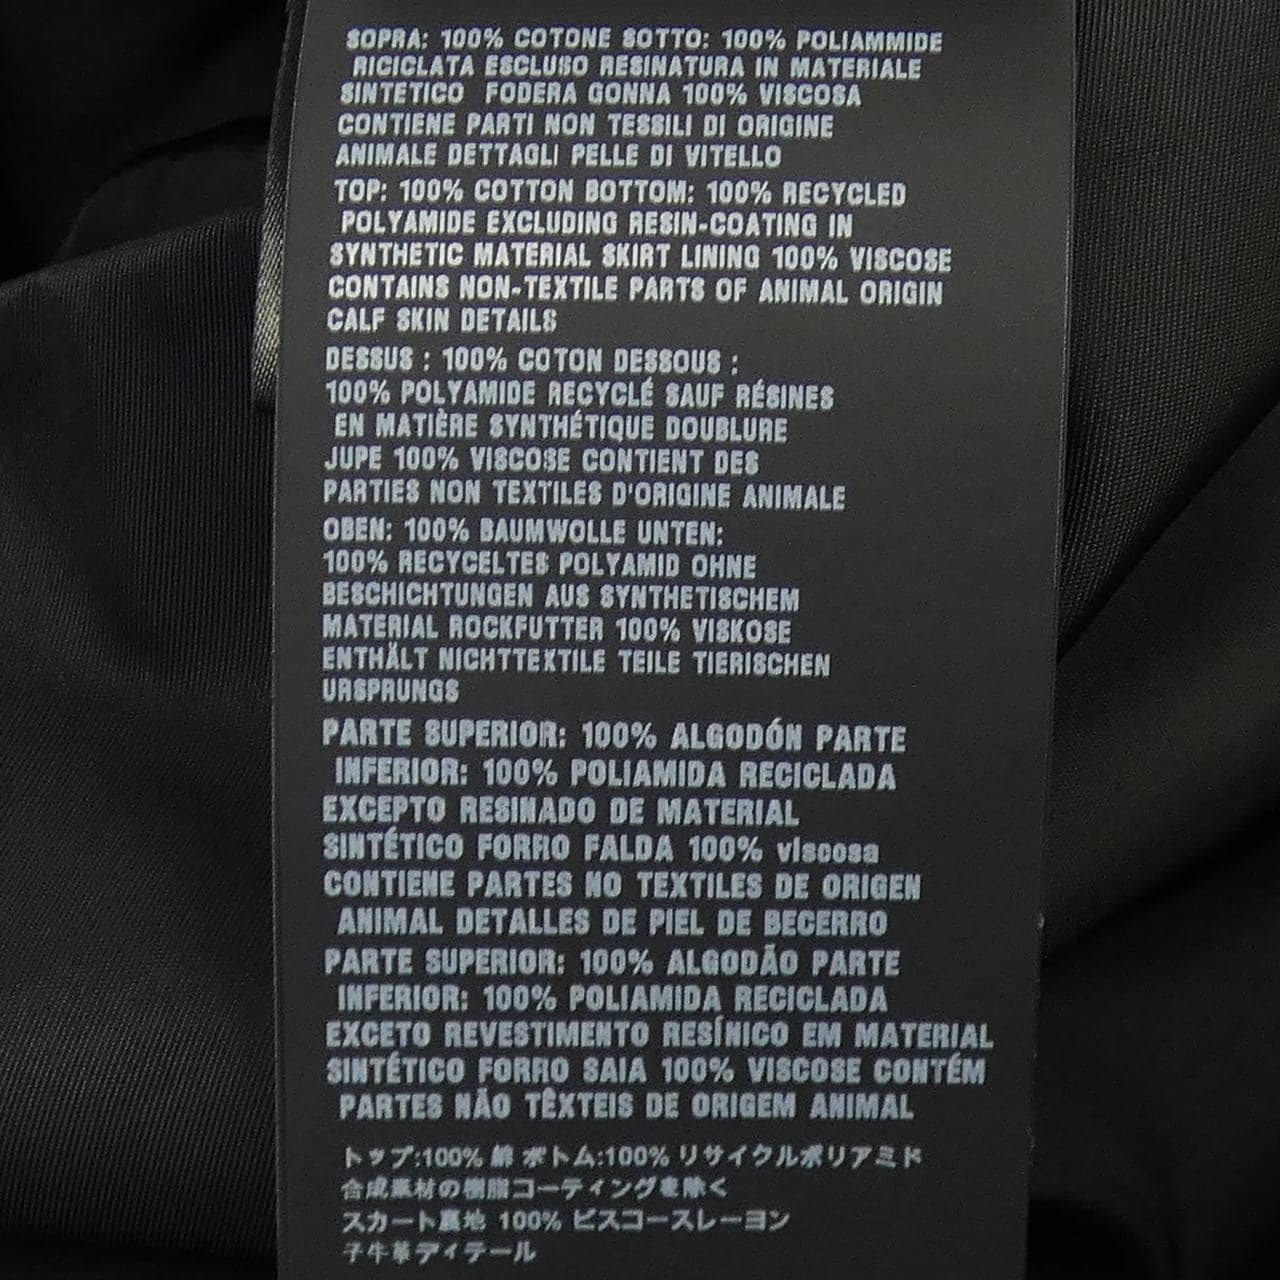 SOPRA: 100% COTONE SOTTO: 100% POLIAMMIDE
RICICLATA ESCLUSO RESINATURA IN MATERIALE
SINTETICO FODERA GONNA 100% VISCOSA
CONTIENE PARTI NON TESSILI DI ORIGINE
ANIMALE DETTAGLI PELLE DI VITELLO
TOP: 100% COTTON BOTTOM: 100% RECYCLED
POLYAMIDE EXCLUDING RESIN-COATING IN
SYNTHETIC MATERIAL SKIRT LINING 100% VISCOSE
CONTAINS NON-TEXTILE PARTS OF ANIMAL ORIGIN
CALF SKIN DETAILS
DESSUS : 100% COTON DESSOUS :
100% POLYAMIDE RECYCLÉ SAUF RÉSINES
EN MATIÈRE SYNTHÉTIQUE DOUBLURE
JUPE 100% VISCOSE CONTIENT DES
PARTIES NON TEXTILES D'ORIGINE ANIMALE
OBEN: 100% BAUMWOLLE UNTEN:
100% RECYCELTES POLYAMID OHNE
BESCHICHTUNGEN AUS SYNTHETISCHEM
MATERIAL ROCKFUTTER 100% VISKOSE
ENTHÄLT NICHTTEXTILE TEILE TIERISCHEN
URSPRUNGS
PARTE SUPERIOR: 100% ALGODÓN PARTE
INFERIOR: 100% POLIAMIDA RECICLADA
EXCEPTO RESINADO DE MATERIAL
SINTÉTICO FORRO FALDA 100% viscosa
CONTIENE PARTES NO TEXTILES DE ORIGEN
ANIMAL DETALLES DE PIEL DE BECERRO
PARTE SUPERIOR: 100% ALGODÃO PARTE
INFERIOR: 100% POLIAMIDA RECICLADA
EXCETO REVESTIMENTO RESÍNICO EM MATERIAL
SINTÉTICO FORRO SAIA 100% VISCOSE CONTÉM
PARTES NÃO TÊXTEIS DE ORIGEM ANIMAL
トップ:100% 綿 ボトム:100% リサイクルポリアミド
合成素材の樹脂コーティングを除く
スカート裏地 100% ビスコースレーヨン
子牛革ディテール